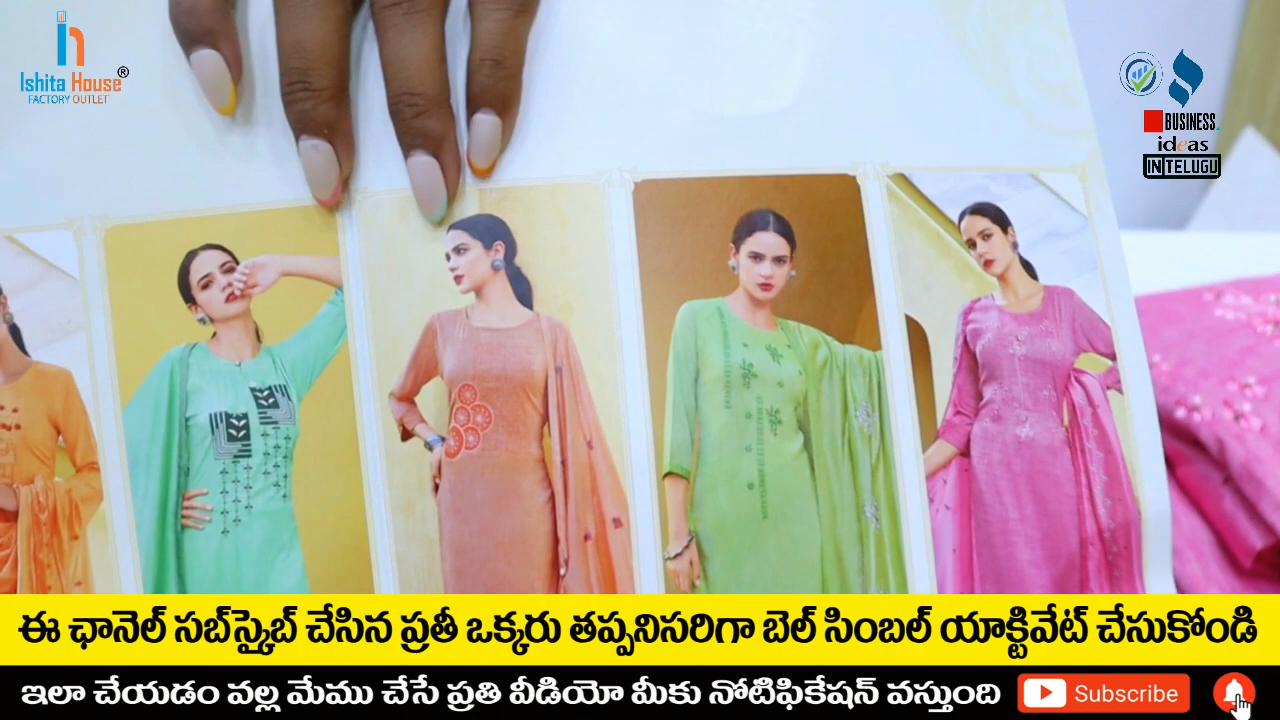 Ishita House®
FACTORY OUTLET
BUSINESS.
ideas
IN TELUGU
ఈ ఛానెల్ సబ్‌స్క్రైబ్ చేసిన ప్రతీ ఒక్కరు తప్పనిసరిగా బెల్ సింబల్ యాక్టివేట్ చేసుకోండి
ఇలా చేయడం వల్ల మేము చేసే ప్రతి వీడియో మీకు నోటిఫికేషన్ వస్తుంది
Subscribe